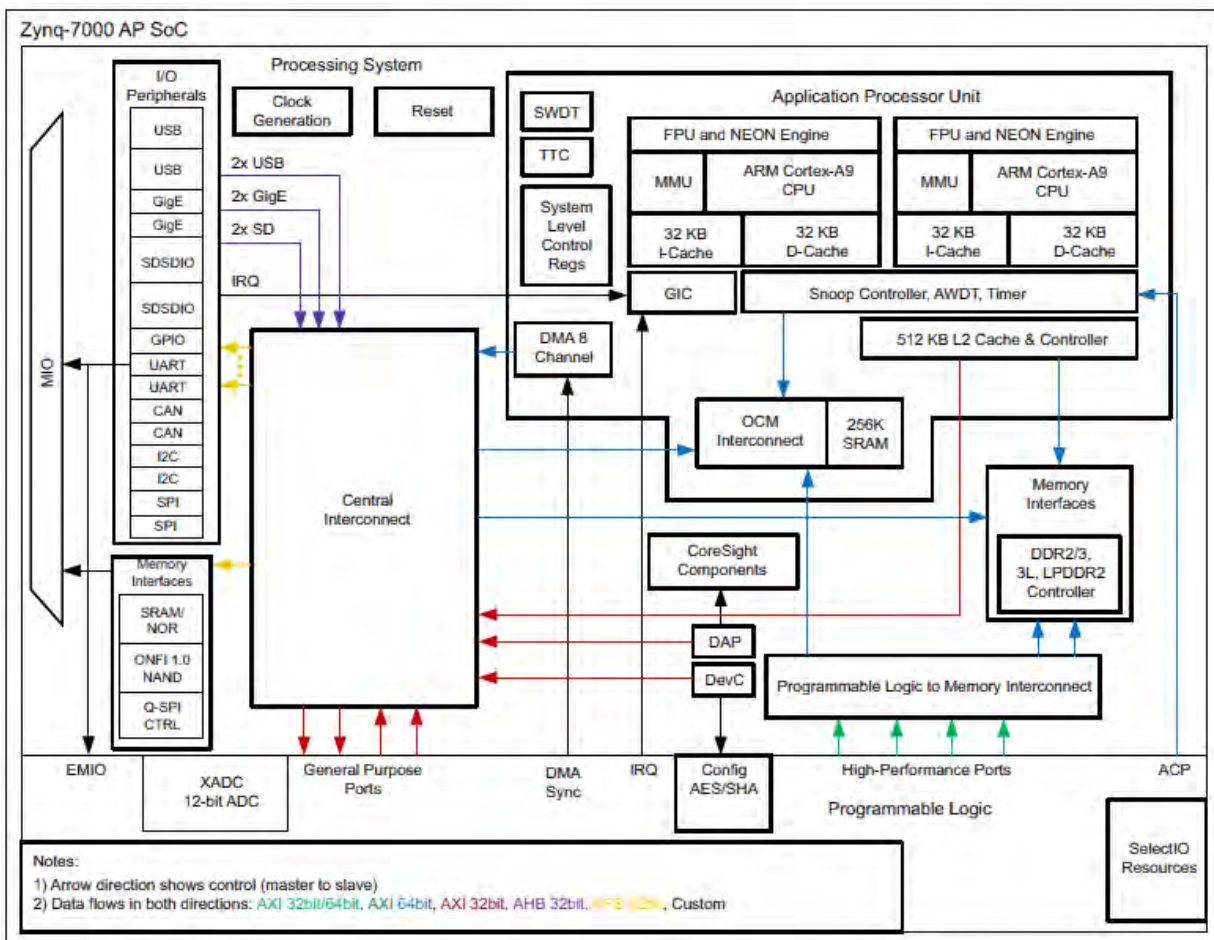 Zynq-7000 AP SoC
I/O
Peripherals
USB
USB
GigE
GigE
SDSDIO
SDSDIO
GPIO
UART
UART
CAN
CAN
I2C
I2C
SPI
SPI
MIO
Memory
Interfaces
SRAM/
NOR
ONFI 1.0
NAND
Q-SPI
CTRL
Processing System
Clock
Generation
Reset
2x USB
2x GigE
2x SD
IRQ
Central
Interconnect
Application Processor Unit
SWDT
TTC
System
Level
Control
Regs
FPU and NEON Engine
MMU
ARM Cortex-A9
CPU
32 KB
I-Cache
32 KB
D-Cache
FPU and NEON Engine
MMU
ARM Cortex-A9
CPU
32 KB
I-Cache
32 KB
D-Cache
GIC
Snoop Controller, AWDT, Timer
DMA 8
Channel
512 KB L2 Cache & Controller
OCM
Interconnect
256K
SRAM
Memory
Interfaces
DDR2/3,
3L, LPDDR2
Controller
CoreSight
Components
DAP
DevC
Programmable Logic to Memory Interconnect
EMIO
XADC
12-bit ADC
General Purpose
Ports
DMA
Sync
IRQ
Config
AES/SHA
High-Performance Ports
ACP
Programmable Logic
SelectIO
Resources
Notes:
1) Arrow direction shows control (master to slave)
2) Data flows in both directions: AXI 32bit/64bit, AXI 64bit, AXI 32bit, AHB 32bit, APB 32bit, Custom